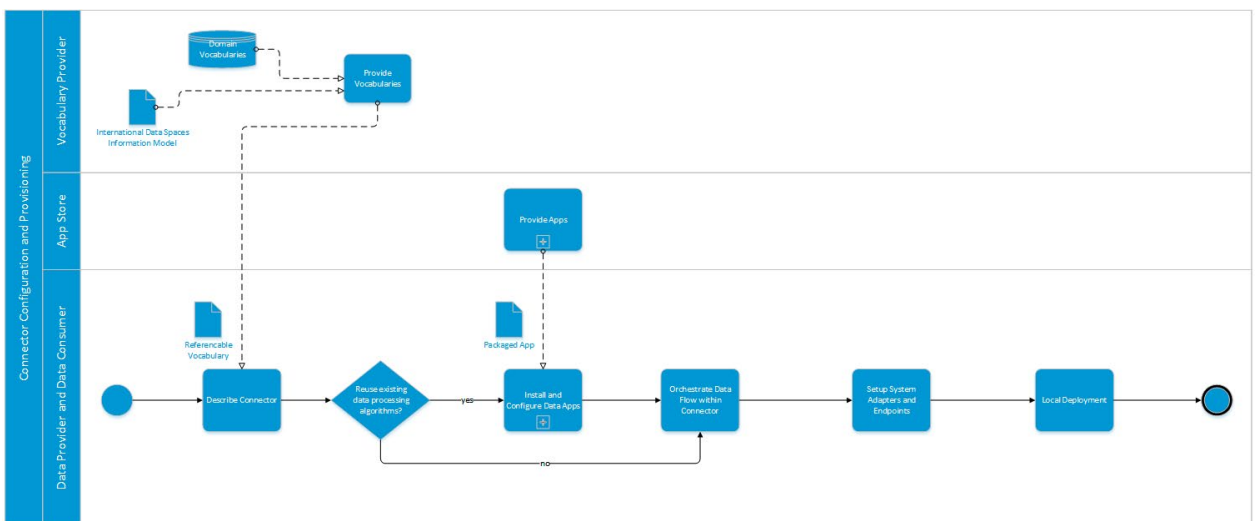 Connector Configuration and Provisioning
Vocabulary Provider
Domain
Vocabularies
Provide
Vocabularies
International Data Spaces
Information Model
App Store
Provide Apps
Data Provider and Data Consumer
Referencable
Vocabulary
Packaged App
Describe Connector
Reuse existing
data processing
algorithms?
yes
Install and
Configure Data Apps
Orchestrate Data
Flow within
Connector
Setup System
Adapters and
Endpoints
Local Deployment
no